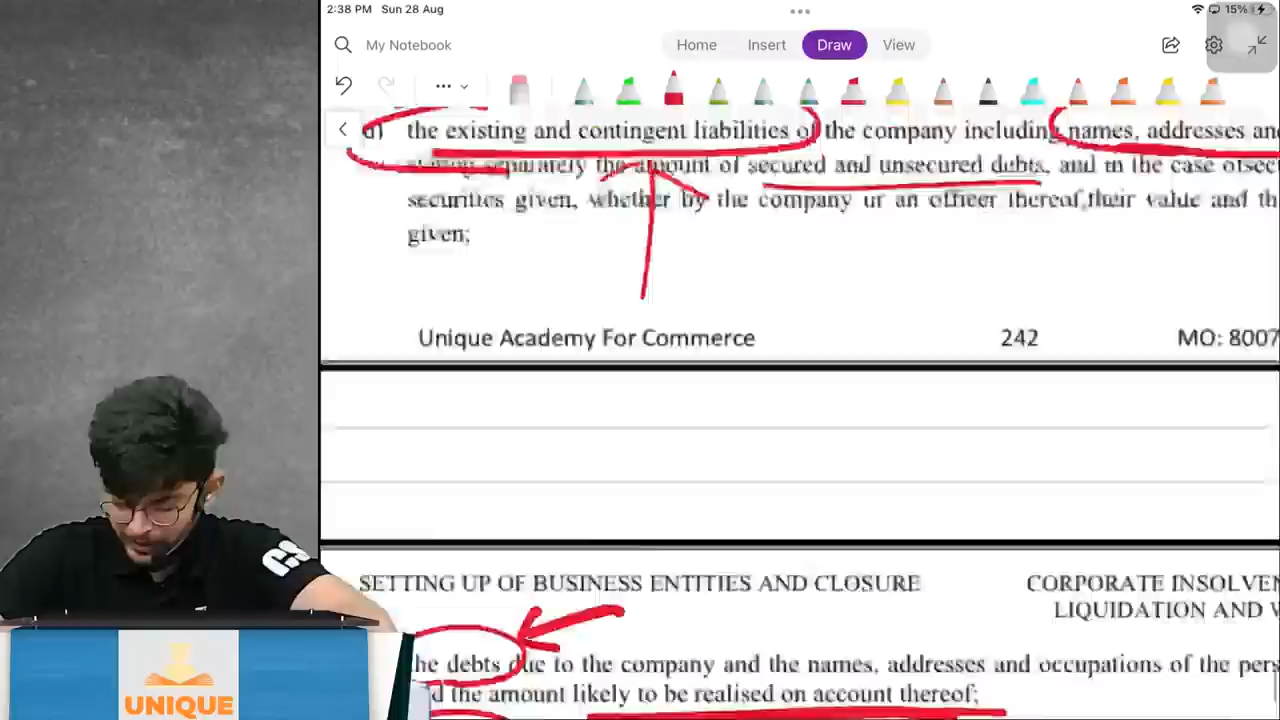 2:38 PM Sun 28 Aug
15%
My Notebook
Home Insert Draw View
the existing and contingent liabilities of the company including names, addresses an
separately the amount of secured and unsecured debts, and in the case ofsec
securities given, whether by the company or an officer thereof,their value and th
given;
Unique Academy For Commerce 242 MO: 8007
SETTING UP OF BUSINESS ENTITIES AND CLOSURE
CORPORATE INSOLVEN
LIQUIDATION AND W
he debts due to the company and the names, addresses and occupations of the pers
d the amount likely to be realised on account thereof;
CS
UNIQUE